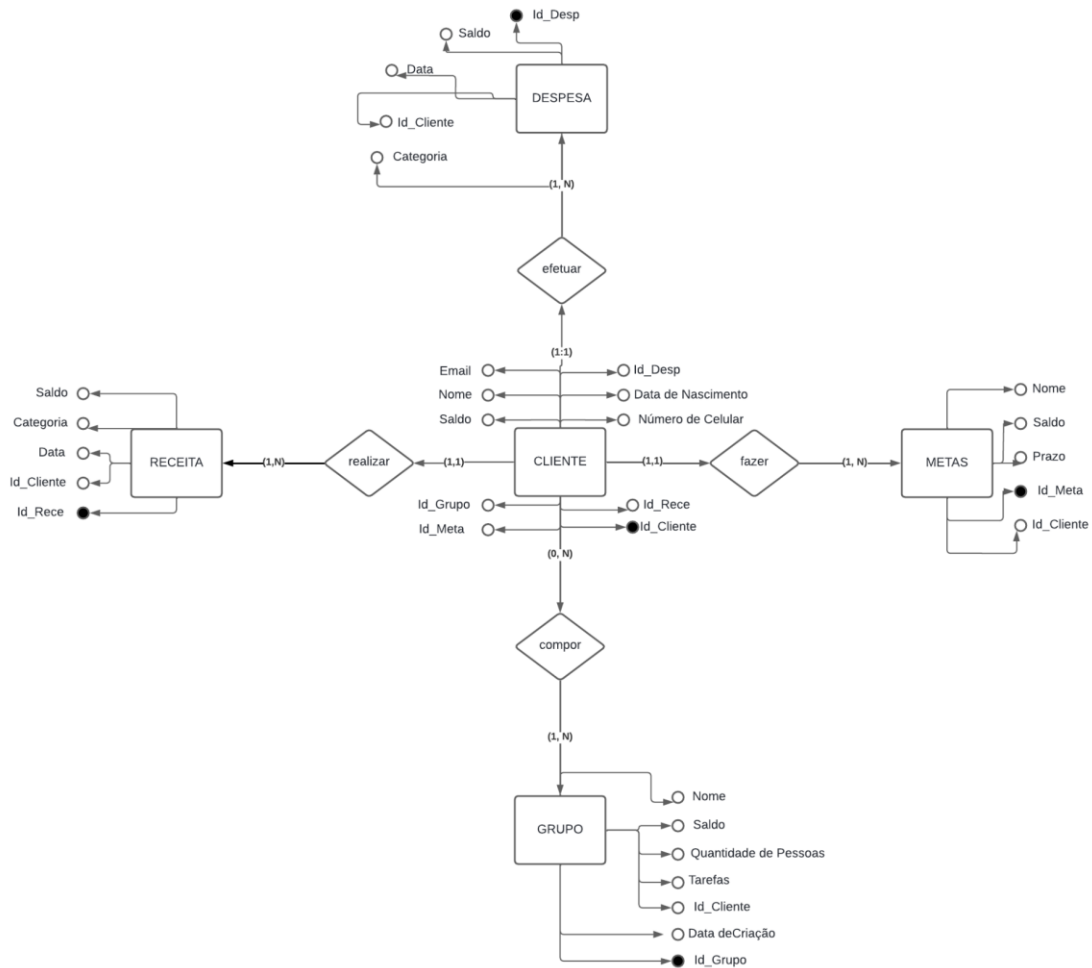 Id_Desp
Saldo
Data
DESPESA
Id_Cliente
Categoria
(1, N)
efetuar
(1:1)
Email
Id_Desp
Nome
Data de Nascimento
Saldo
Número de Celular
Saldo
Categoria
Data
Id_Cliente
Id_Rece
RECEITA
(1,N)
realizar
(1,1)
CLIENTE
(1,1)
fazer
(1, N)
METAS
Nome
Saldo
Prazo
Id_Meta
Id_Cliente
Id_Grupo
Id_Rece
Id_Meta
Id_Cliente
(0, N)
compor
(1, N)
GRUPO
Nome
Saldo
Quantidade de Pessoas
Tarefas
Id_Cliente
Data deCriação
Id_Grupo